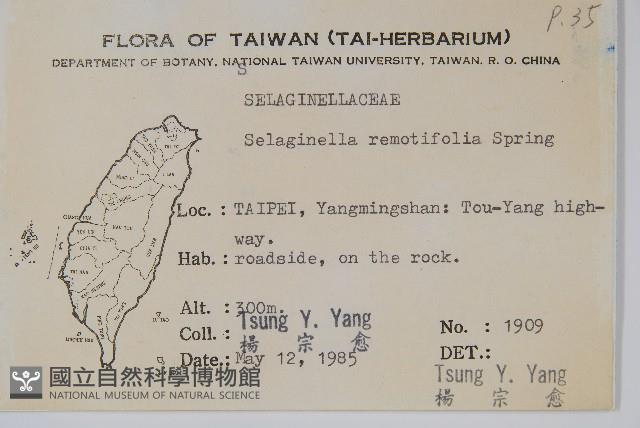 P.35
FLORA OF TAIWAN (TAI-HERBARIUM)
DEPARTMENT OF BOTANY, NATIONAL TAIWAN UNIVERSITY, TAIWAN, R. O. CHINA
S
SELAGINELLACEAE
Selaginella remotifolia Spring
Loc. : TAIPEI, Yangmingshan: Tou-Yang high-
way.
Hab. : roadside, on the rock.
Alt. : 300m.
Coll. : Tsung Y. Yang
楊 宗 愈
No. : 1909
Date.: May 12, 1985
DET.:
Tsung Y. Yang
楊 宗 愈
國立自然科學博物館
NATIONAL MUSEUM OF NATURAL SCIENCE